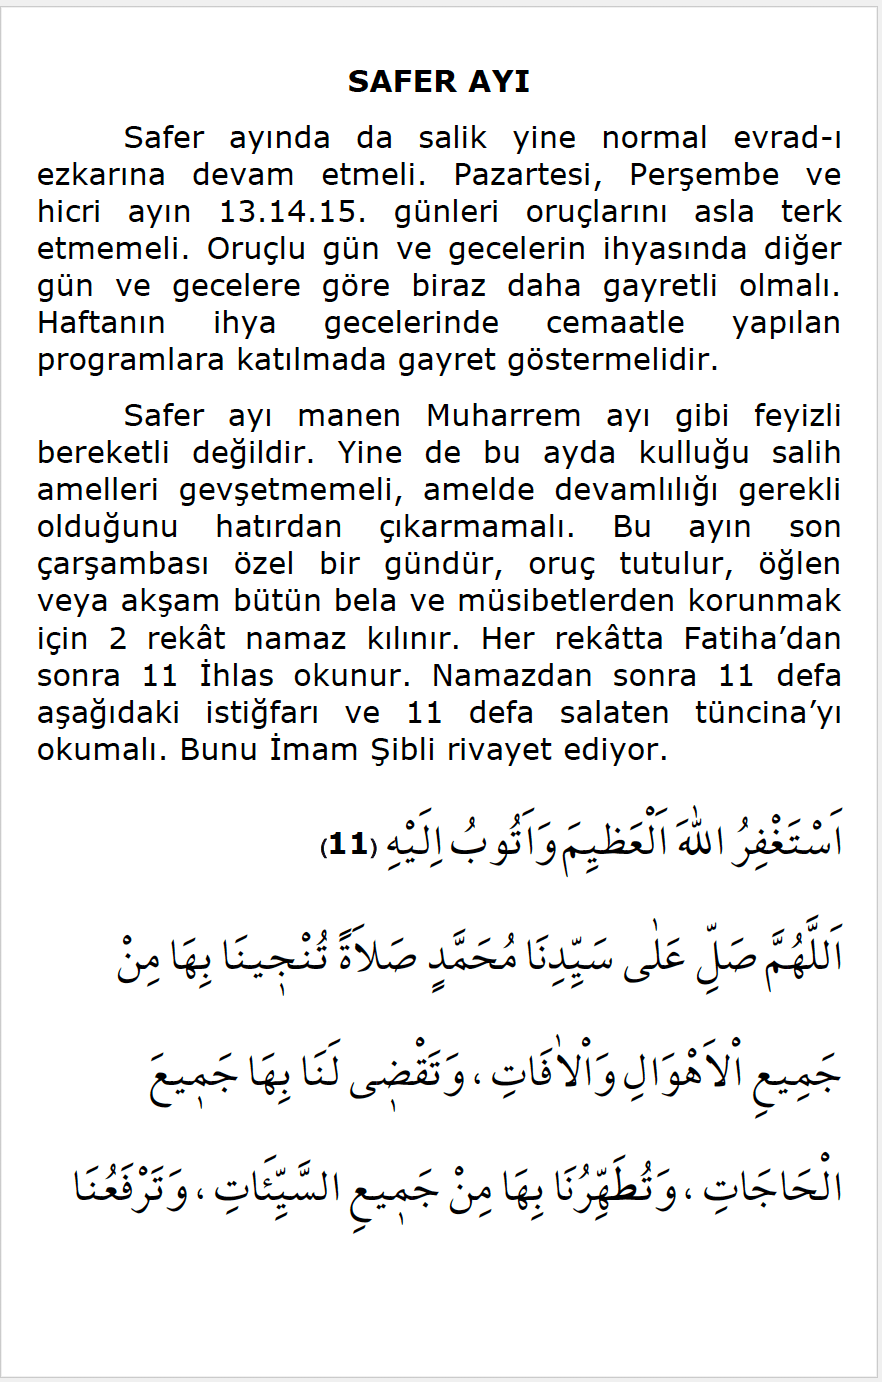 SAFER AYI
Safer ayında da salik yine normal evrad-ı
ezkarına devam etmeli. Pazartesi, Perşembe ve
hicri ayın 13.14.15. günleri oruçlarını asla terk
etmemeli. Oruçlu gün ve gecelerin ihyasında diğer
gün ve gecelere göre biraz daha gayretli olmalı.
Haftanın ihya gecelerinde cemaatle yapılan
programlara katılmada gayret göstermelidir.
Safer ayı manen Muharrem ayı gibi feyizli
bereketli değildir. Yine de bu ayda kulluğu salih
amelleri gevşetmemeli, amelde devamlılığı gerekli
olduğunu hatırdan çıkarmamalı. Bu ayın son
çarşambası özel bir gündür, oruç tutulur, öğlen
veya akşam bütün bela ve müsibetlerden korunmak
için 2 rekât namaz kılınır. Her rekâtta Fatiha’dan
sonra 11 İhlas okunur. Namazdan sonra 11 defa
aşağıdaki istiğfarı ve 11 defa salaten tüncina’yı
okumalı. Bunu İmam Şibli rivayet ediyor.
اَسْتَغْفِرُ اللّٰهَ اَلْعَظِيمَ وَاَتُوبُ اِلَيْهِ (11)
اَللَّهُمَّ صَلِّ عَلٰى سَيِّدِنَا مُحَمَّدٍ صَلاَةً تُنْجٖينَا بِهَا مِنْ
جَمِيعِ اْلاَهْوَالِ وَاْلاٰفَاتِ ، وَتَقْضٖى لَنَا بِهَا جَمٖيعَ
الْحَاجَاتِ ، وَتُطَهِّرُنَا بِهَا مِنْ جَمٖيعِ السَّيِّئَاتِ ، وَتَرْفَعُنَا